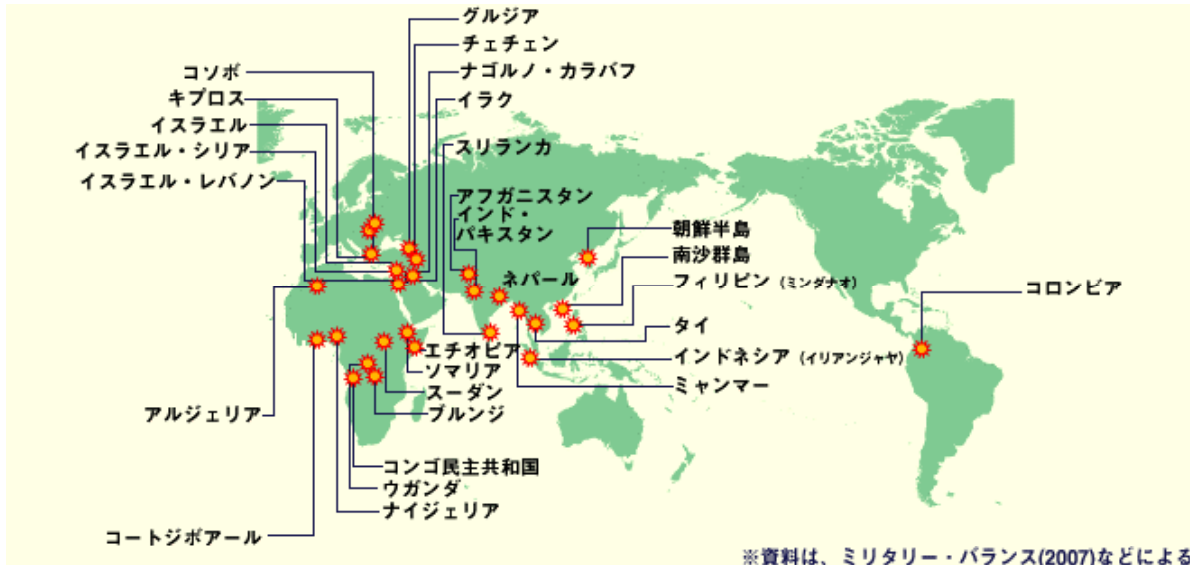 グルジア
チェチェン
ナゴルノ・カラバフ
イラク
コソボ
キプロス
イスラエル
イスラエル・シリア
イスラエル・レバノン
スリランカ
アフガニスタン
インド・
パキスタン
ネパール
朝鮮半島
南沙群島
フィリピン (ミンダナオ)
タイ
インドネシア (イリアンジャヤ)
ミャンマー
コロンビア
エチオピア
ソマリア
スーダン
ブルンジ
アルジェリア
コンゴ民主共和国
ウガンダ
ナイジェリア
コートジボアール
※資料は、ミリタリー・バランス(2007)などによる